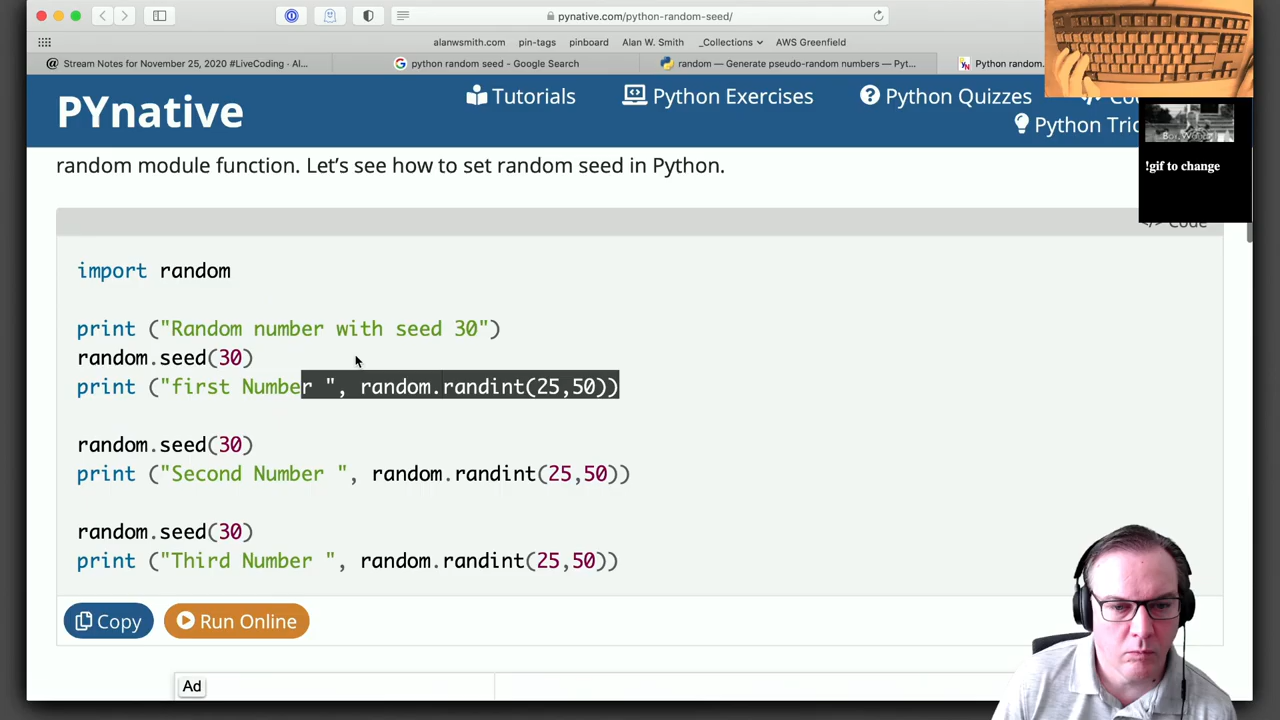 pynative.com/python-random-seed/
alanwsmith.com pin-tags pinboard Alan W. Smith _Collections AWS Greenfield
Stream Notes for November 25, 2020 #LiveCoding - Al...
python random seed - Google Search
random — Generate pseudo-random numbers — Pyt...
Python random.
PYnative
Tutorials
Python Exercises
Python Quizzes
Python Tric
!gif to change
random module function. Let's see how to set random seed in Python.
import random
print ("Random number with seed 30")
random.seed(30)
print ("first Number ", random.randint(25,50))
random.seed(30)
print ("Second Number ", random.randint(25,50))
random.seed(30)
print ("Third Number ", random.randint(25,50))
Copy
Run Online
Ad